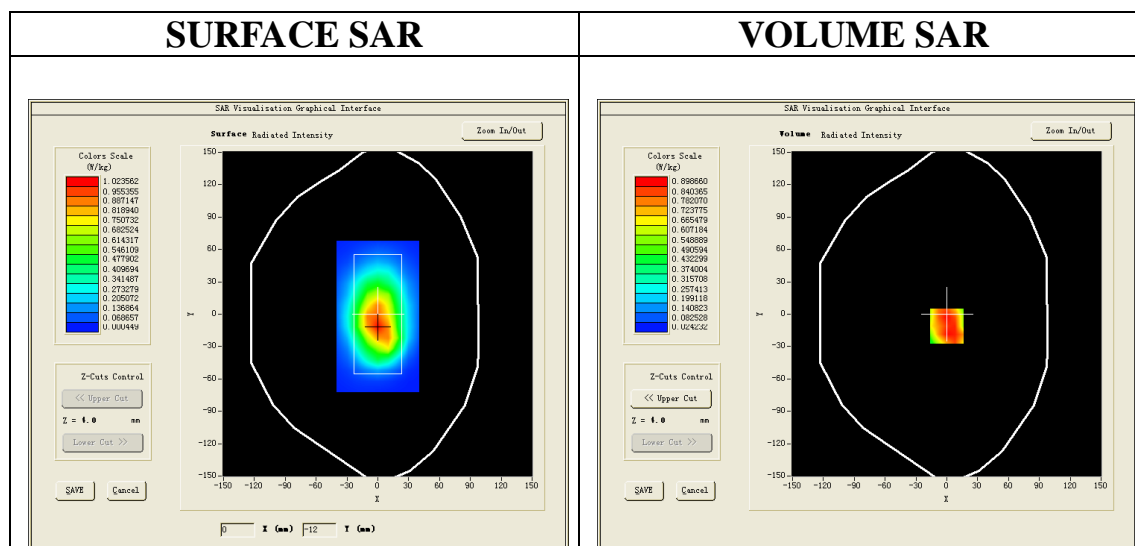 SURFACE SAR
VOLUME SAR
SAR Visualisation Graphical Interface
Surface Radiated Intensity
Zoom In/Out
Colors Scale
(W/kg)
1.023562
0.955355
0.887147
0.818940
0.750732
0.682524
0.614317
0.546109
0.477902
0.409694
0.341487
0.273279
0.205072
0.136864
0.068657
0.000449
Z-Cuts Control
<< Upper Cut
Z = 4.0 mm
Lower Cut >>
SAVE Cancel
150
120
90
60
30
0
-30
-60
-90
-120
-150
Y
-150 -120 -90 -60 -30 0 30 60 90 120 150
X
0 X (mm) -12 Y (mm)
SAR Visualisation Graphical Interface
Volume Radiated Intensity
Zoom In/Out
Colors Scale
(W/kg)
0.898660
0.840365
0.782070
0.723775
0.665479
0.607184
0.548889
0.490594
0.432299
0.374004
0.315708
0.257413
0.199118
0.140823
0.082528
0.024232
Z-Cuts Control
<< Upper Cut
Z = 4.0 mm
Lower Cut >>
SAVE Cancel
150
120
90
60
30
0
-30
-60
-90
-120
-150
Y
-150 -120 -90 -60 -30 0 30 60 90 120 150
X